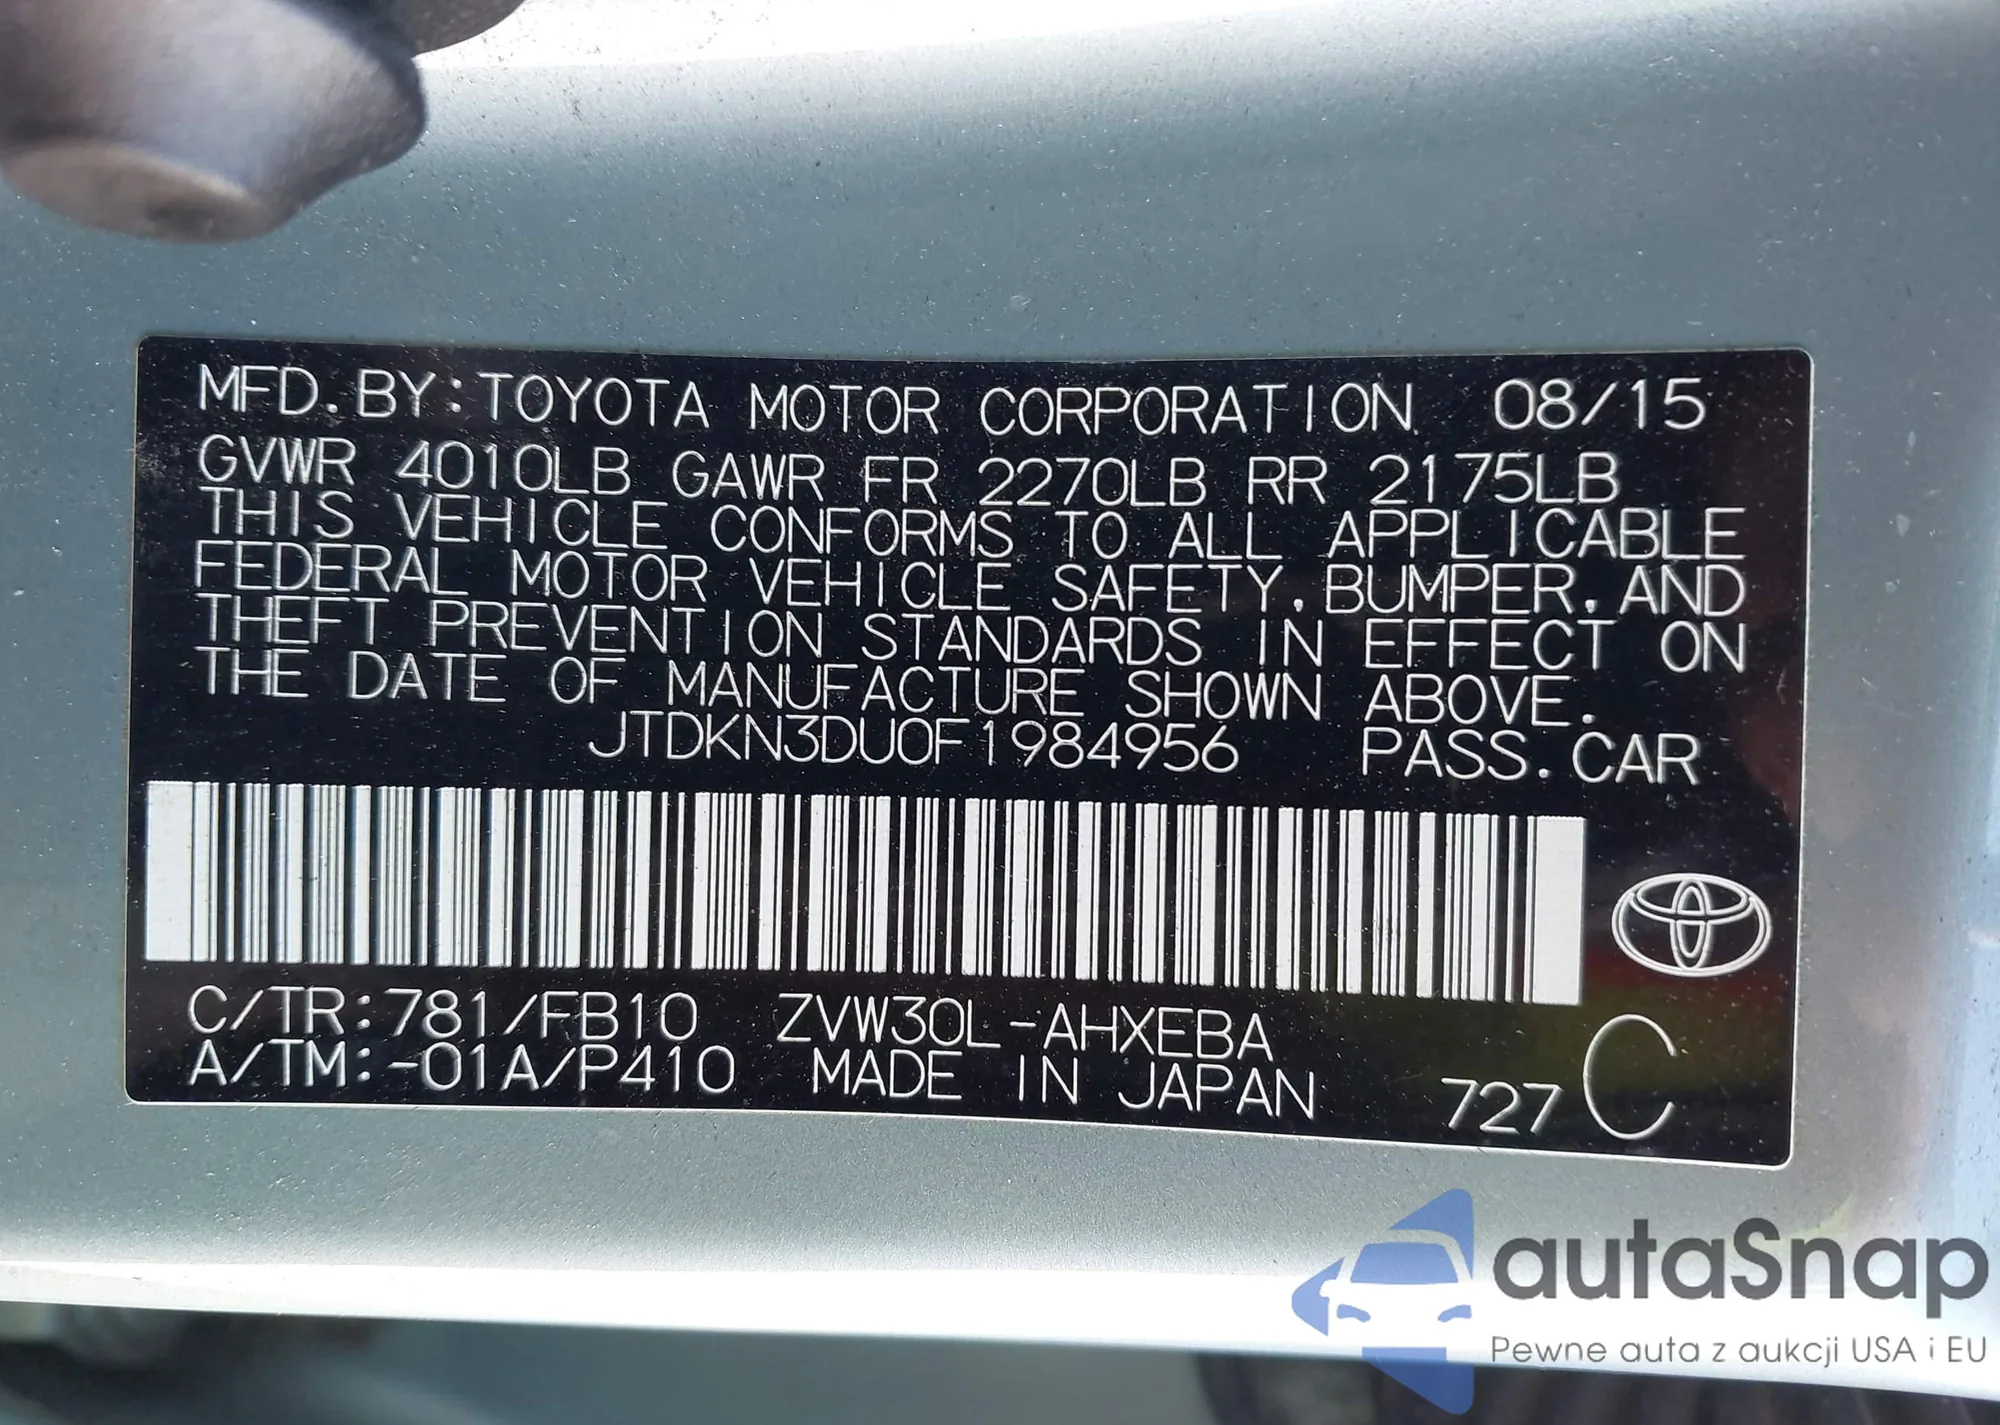 MFD. BY: TOYOTA MOTOR CORPORATION 08/15
GVWR 4010LB GAWR FR 2270LB RR 2175LB
THIS VEHICLE CONFORMS TO ALL APPLICABLE
FEDERAL MOTOR VEHICLE SAFETY, BUMPER, AND
THEFT PREVENTION STANDARDS IN EFFECT ON
THE DATE OF MANUFACTURE SHOWN ABOVE.
JTDKN3DU0F1984956 PASS. CAR
C/TR: 781/FB10 ZVW30L-AHXEBA
A/TM: -01A/P410 MADE IN JAPAN 727 C
autaSnap
Pewne auta z aukcji USA i EU